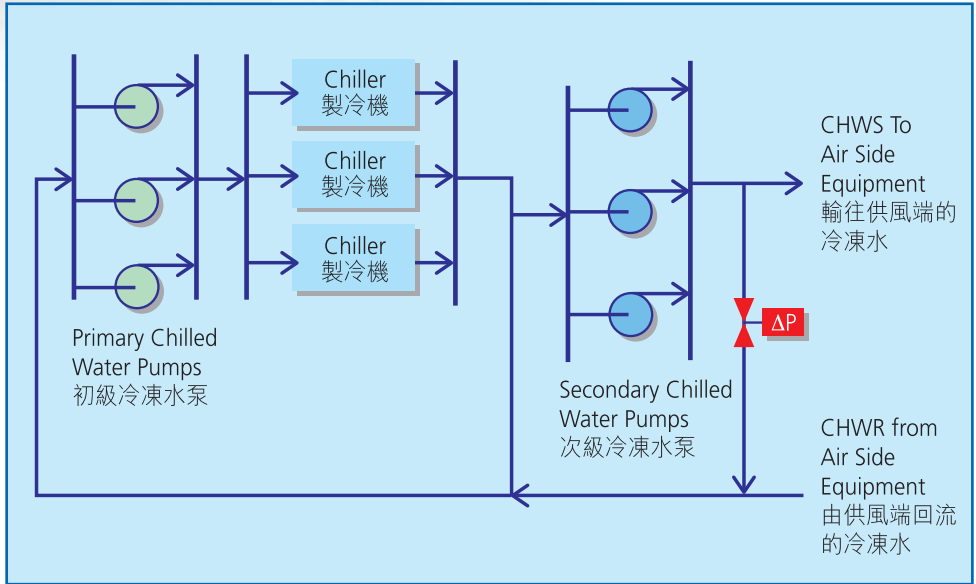 Chiller
製冷機
Chiller
製冷機
Chiller
製冷機
Primary Chilled
Water Pumps
初級冷凍水泵
Secondary Chilled
Water Pumps
次級冷凍水泵
CHWS To
Air Side
Equipment
輸往供風端的
冷凍水
ΔP
CHWR from
Air Side
Equipment
由供風端回流
的冷凍水